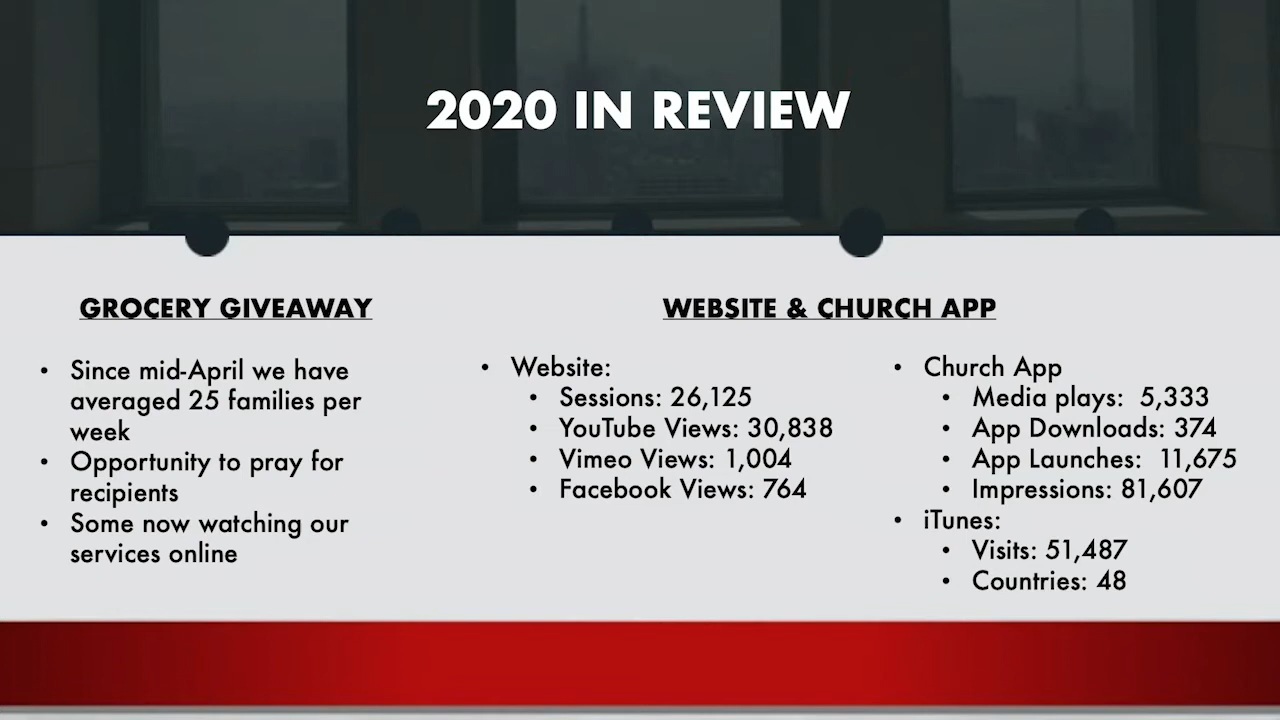 2020 IN REVIEW
GROCERY GIVEAWAY
• Since mid-April we have
averaged 25 families per
week
• Opportunity to pray for
recipients
• Some now watching our
services online
WEBSITE & CHURCH APP
• Website:
• Sessions: 26,125
• YouTube Views: 30,838
• Vimeo Views: 1,004
• Facebook Views: 764
• Church App
• Media plays:  5,333
• App Downloads: 374
• App Launches:  11,675
• Impressions: 81,607
• iTunes:
• Visits: 51,487
• Countries: 48